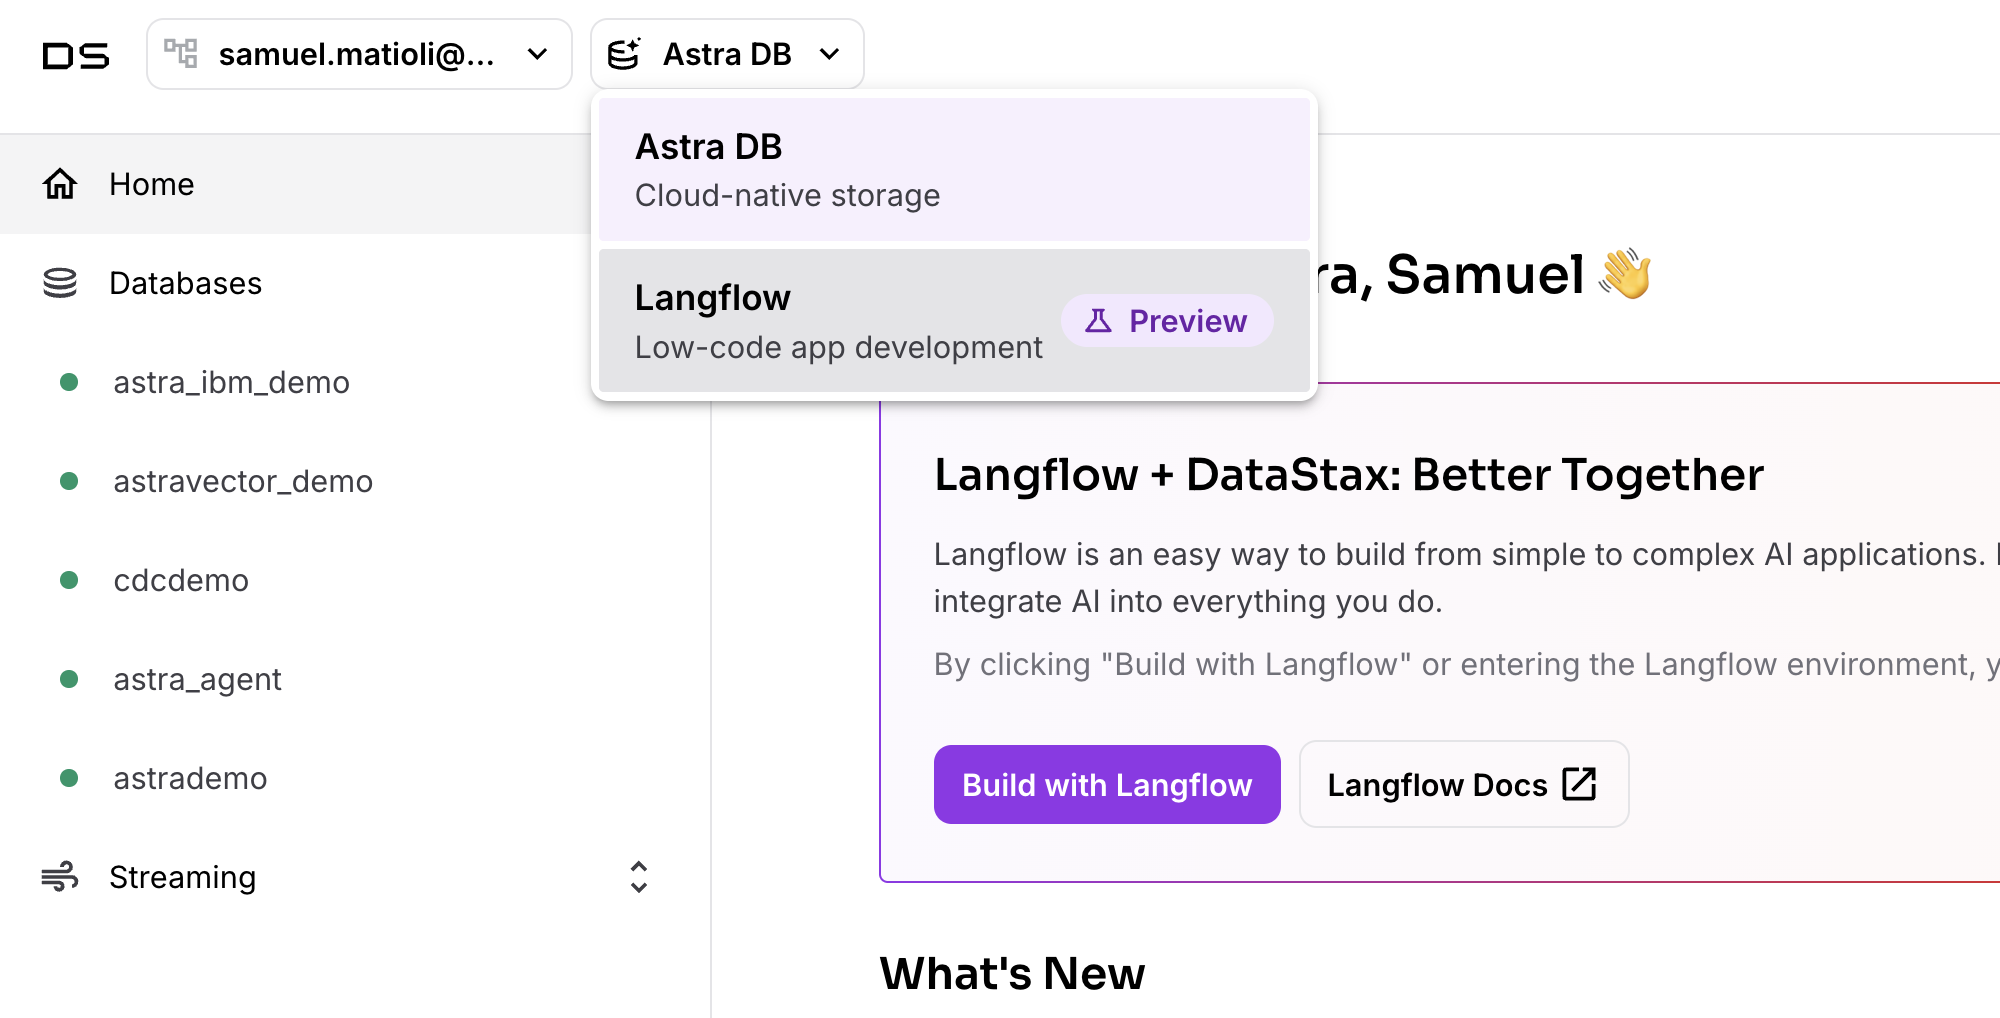 DS
samuel.matioli@...
Astra DB
Astra DB
Cloud-native storage
Langflow
Low-code app development
Preview
Home
Databases
astra_ibm_demo
astravector_demo
cdcdemo
astra_agent
astrademo
Streaming
Samuel 👋
Langflow + DataStax: Better Together
Langflow is an easy way to build from simple to complex AI applications.
integrate AI into everything you do.
By clicking "Build with Langflow" or entering the Langflow environment,
Build with Langflow
Langflow Docs
What's New